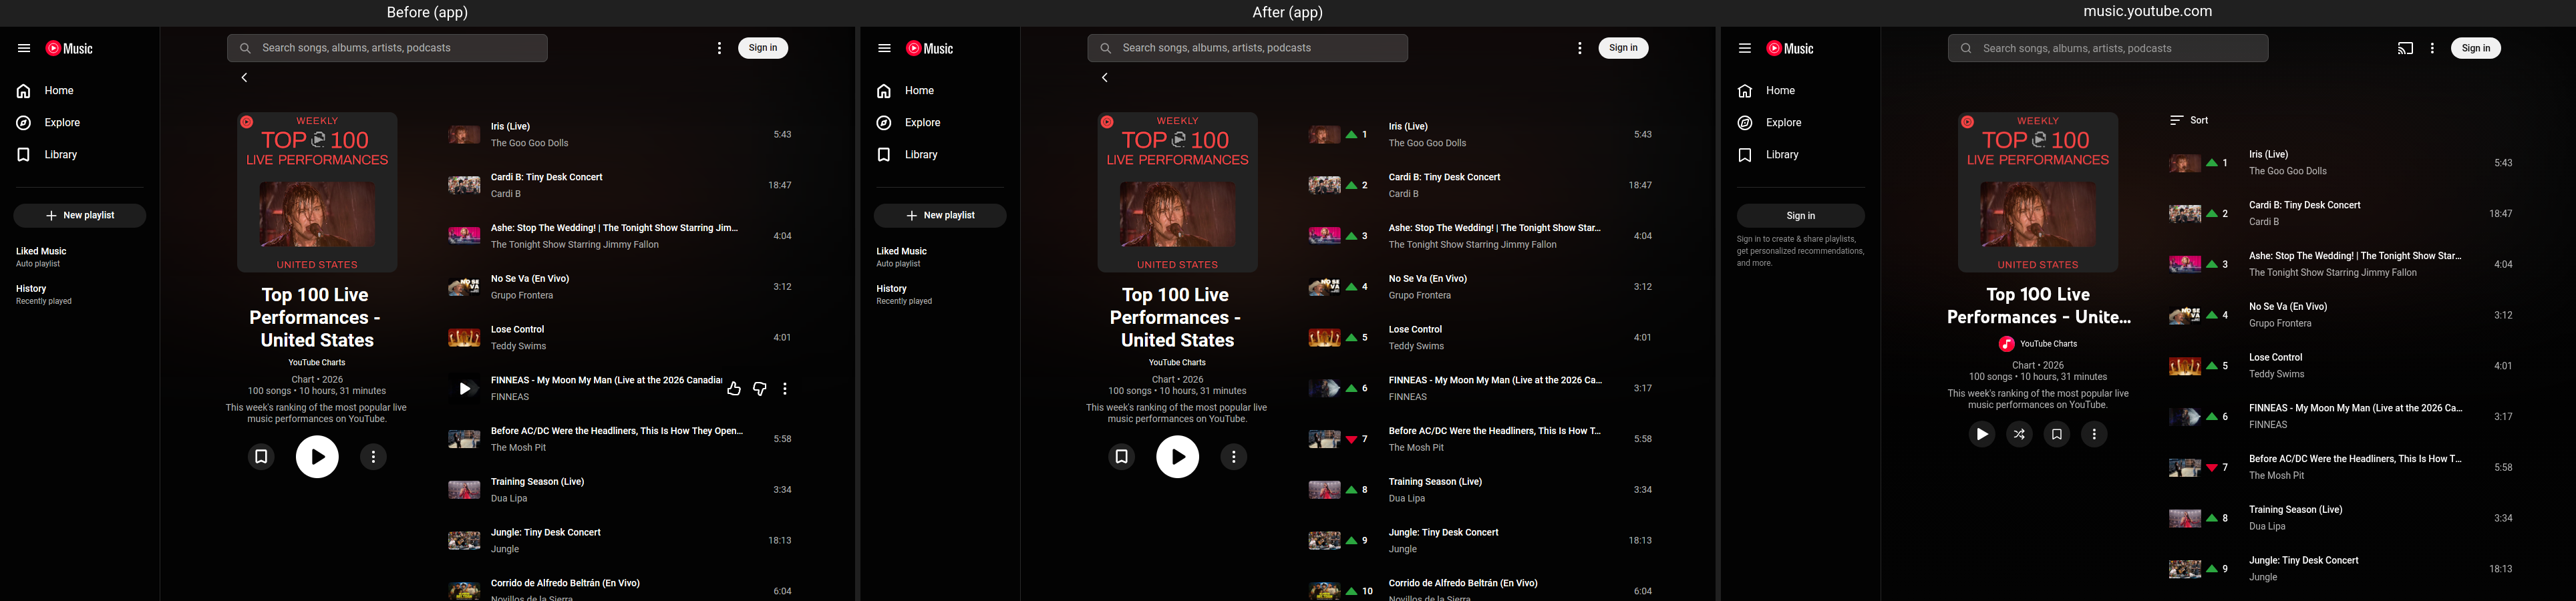 Before (app)
Music
Search songs, albums, artists, podcasts
Sign in
Home
Explore
Library
New playlist
Liked Music
Auto playlist
History
Recently played
WEEKLY
TOP 100
LIVE PERFORMANCES
UNITED STATES
Top 100 Live
Performances -
United States
YouTube Charts
Chart • 2026
100 songs • 10 hours, 31 minutes
This week's ranking of the most popular live
music performances on YouTube.
Iris (Live)
The Goo Goo Dolls
5:43
Cardi B: Tiny Desk Concert
Cardi B
18:47
Ashe: Stop The Wedding! | The Tonight Show Starring Jim...
The Tonight Show Starring Jimmy Fallon
4:04
No Se Va (En Vivo)
Grupo Frontera
3:12
Lose Control
Teddy Swims
4:01
FINNEAS - My Moon My Man (Live at the 2026 Canadian
FINNEAS
Before AC/DC Were the Headliners, This Is How They Open...
The Mosh Pit
5:58
Training Season (Live)
Dua Lipa
3:34
Jungle: Tiny Desk Concert
Jungle
18:13
Corrido de Alfredo Beltrán (En Vivo)
Novillos de la Sierra
6:04
After (app)
Music
Search songs, albums, artists, podcasts
Sign in
Home
Explore
Library
New playlist
Liked Music
Auto playlist
History
Recently played
WEEKLY
TOP 100
LIVE PERFORMANCES
UNITED STATES
Top 100 Live
Performances -
United States
YouTube Charts
Chart • 2026
100 songs • 10 hours, 31 minutes
This week's ranking of the most popular live
music performances on YouTube.
1
Iris (Live)
The Goo Goo Dolls
5:43
2
Cardi B: Tiny Desk Concert
Cardi B
18:47
3
Ashe: Stop The Wedding! | The Tonight Show Star...
The Tonight Show Starring Jimmy Fallon
4:04
4
No Se Va (En Vivo)
Grupo Frontera
3:12
5
Lose Control
Teddy Swims
4:01
6
FINNEAS - My Moon My Man (Live at the 2026 Ca...
FINNEAS
3:17
7
Before AC/DC Were the Headliners, This Is How T...
The Mosh Pit
5:58
8
Training Season (Live)
Dua Lipa
3:34
9
Jungle: Tiny Desk Concert
Jungle
18:13
10
Corrido de Alfredo Beltrán (En Vivo)
Novillos de la Sierra
6:04
music.youtube.com
Music
Search songs, albums, artists, podcasts
Sign in
Home
Explore
Library
Sign in
Sign in to create & share playlists,
get personalized recommendations,
and more.
WEEKLY
TOP 100
LIVE PERFORMANCES
UNITED STATES
Top 100 Live
Performances - Unite...
YouTube Charts
Chart • 2026
100 songs • 10 hours, 31 minutes
This week's ranking of the most popular live
music performances on YouTube.
Sort
1
Iris (Live)
The Goo Goo Dolls
5:43
2
Cardi B: Tiny Desk Concert
Cardi B
18:47
3
Ashe: Stop The Wedding! | The Tonight Show Star...
The Tonight Show Starring Jimmy Fallon
4:04
4
No Se Va (En Vivo)
Grupo Frontera
3:12
5
Lose Control
Teddy Swims
4:01
6
FINNEAS - My Moon My Man (Live at the 2026 Ca...
FINNEAS
3:17
7
Before AC/DC Were the Headliners, This Is How T...
The Mosh Pit
5:58
8
Training Season (Live)
Dua Lipa
3:34
9
Jungle: Tiny Desk Concert
Jungle
18:13